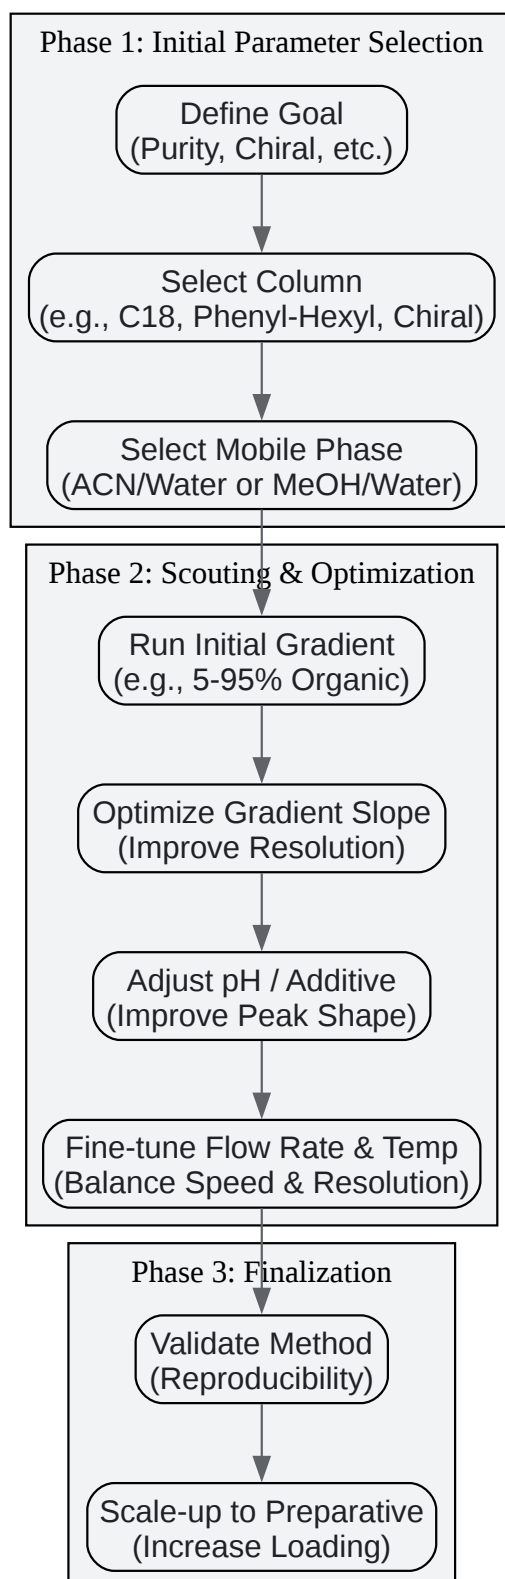 Phase 1: Initial Parameter Selection
Define Goal
(Purity, Chiral, etc.)
Select Column
(e.g., C18, Phenyl-Hexyl, Chiral)
Select Mobile Phase
(ACN/Water or MeOH/Water)
Phase 2: Scouting & Optimization
Run Initial Gradient
(e.g., 5-95% Organic)
Optimize Gradient Slope
(Improve Resolution)
Adjust pH / Additive
(Improve Peak Shape)
Fine-tune Flow Rate & Temp
(Balance Speed & Resolution)
Phase 3: Finalization
Validate Method
(Reproducibility)
Scale-up to Preparative
(Increase Loading)